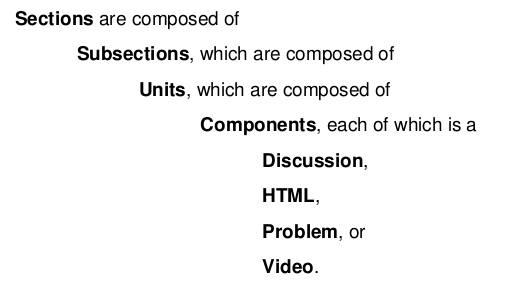 Sections are composed of
Subsections, which are composed of
Units, which are composed of
Components, each of which is a
Discussion,
HTML,
Problem, or
Video.